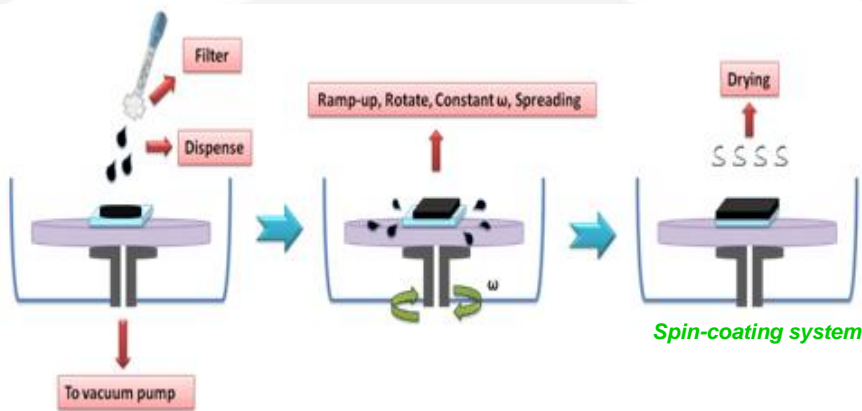 Filter
Dispense
To vacuum pump
Ramp-up, Rotate, Constant ω, Spreading
ω
Drying
S S S S
Spin-coating system